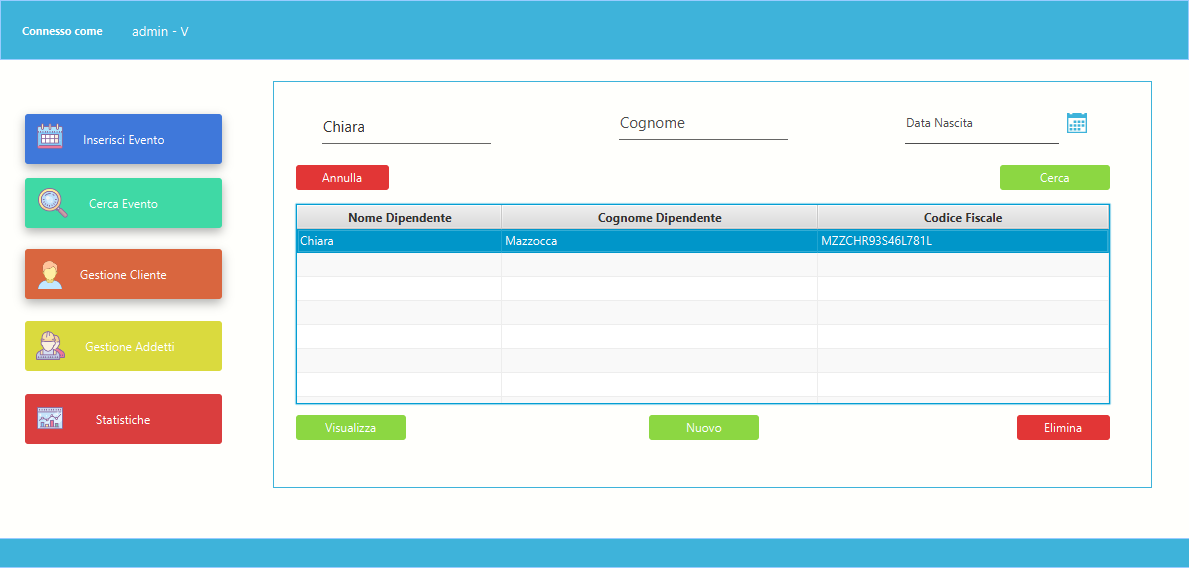 Connesso come admin - V
Inserisci Evento
Cerca Evento
Gestione Cliente
Gestione Addetti
Statistiche
Chiara Cognome Data Nascita
Annulla Cerca
Nome Dipendente Cognome Dipendente Codice Fiscale
Chiara Mazzocca MZZCHR93S46L781L
Visualizza Nuovo Elimina